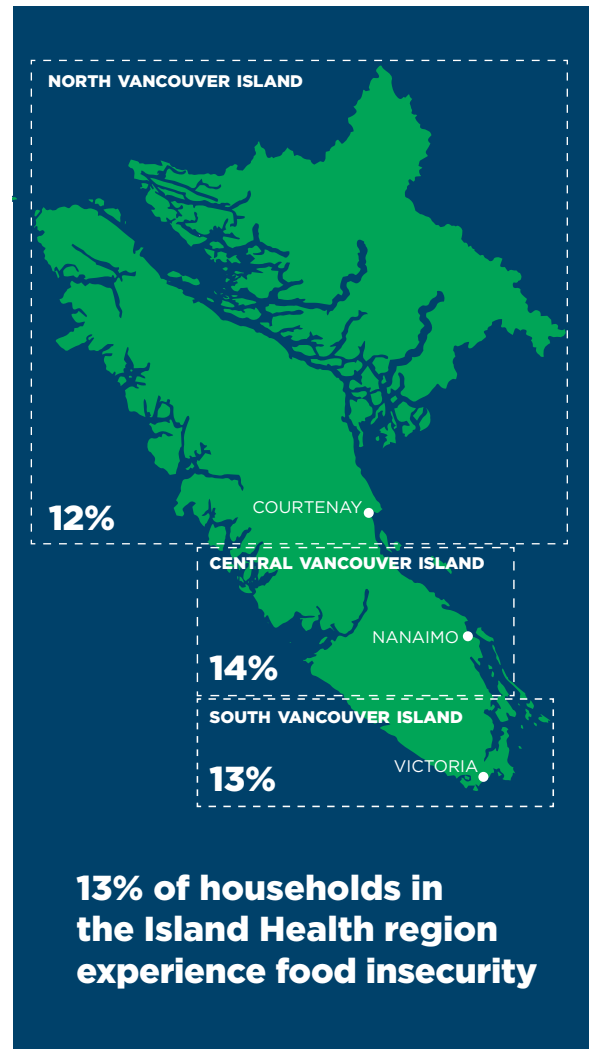 NORTH VANCOUVER ISLAND
COURTENAY
12%
CENTRAL VANCOUVER ISLAND
NANAIMO
14%
SOUTH VANCOUVER ISLAND
VICTORIA
13%
13% of households in
the Island Health region
experience food insecurity